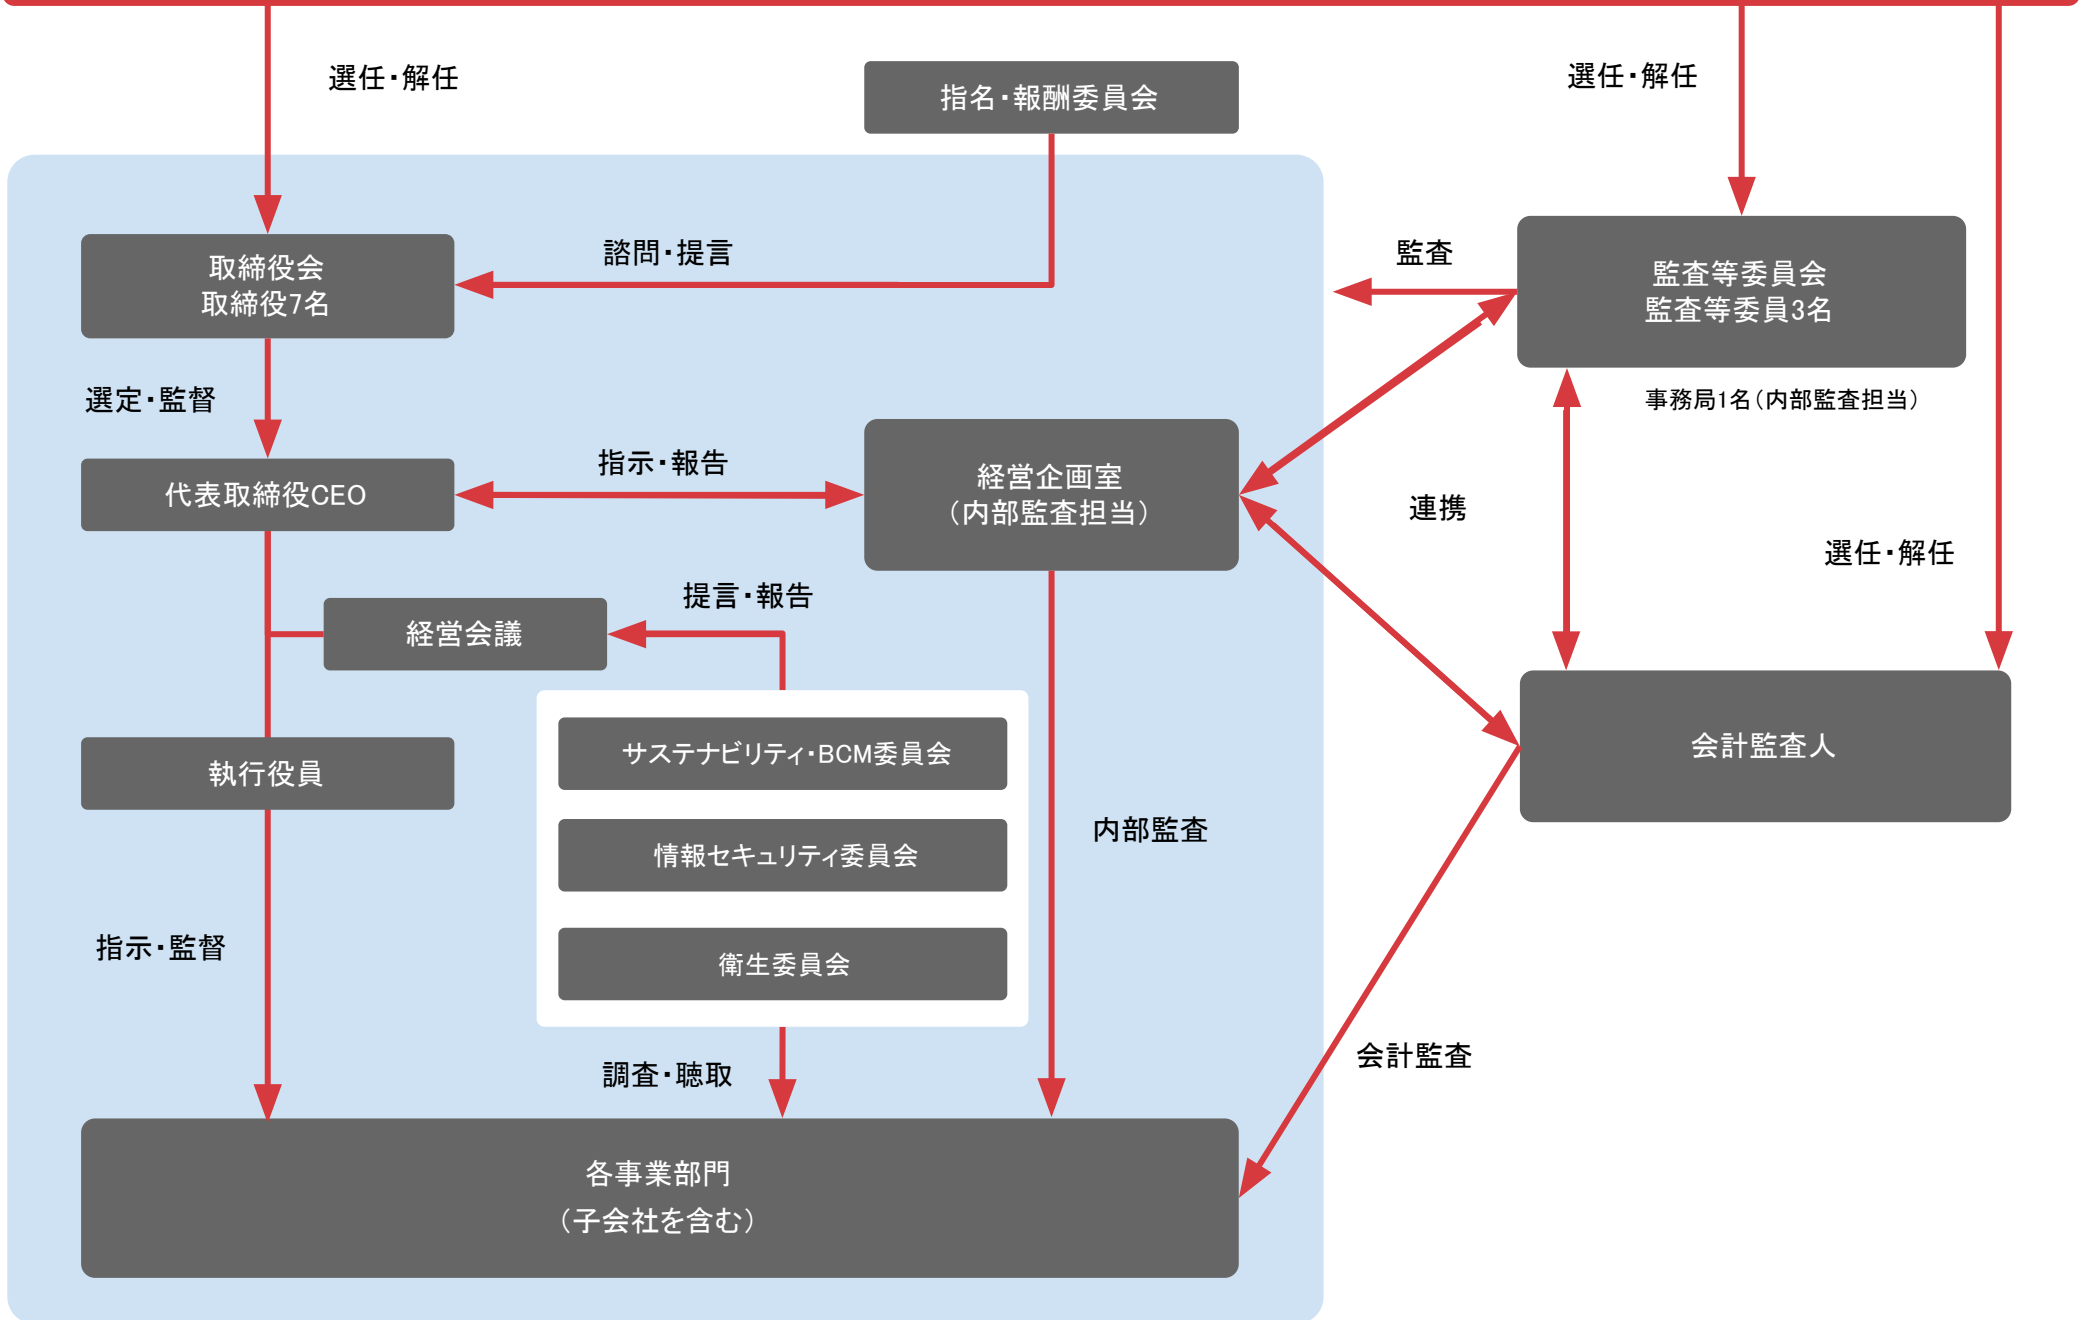 選任・解任
指名・報酬委員会
選任・解任
取締役会
取締役7名
諮問・提言
監査
監査等委員会
監査等委員3名
事務局1名（内部監査担当）
選定・監督
代表取締役CEO
指示・報告
経営企画室
（内部監査担当）
連携
選任・解任
提言・報告
経営会議
サステナビリティ・BCM委員会
会計監査人
執行役員
内部監査
情報セキュリティ委員会
指示・監督
衛生委員会
会計監査
調査・聴取
各事業部門
（子会社を含む）